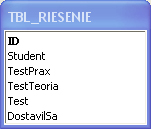 TBL_RIESENIE
ID
Student
TestPrax
TestTeoria
Test
DostavilSa